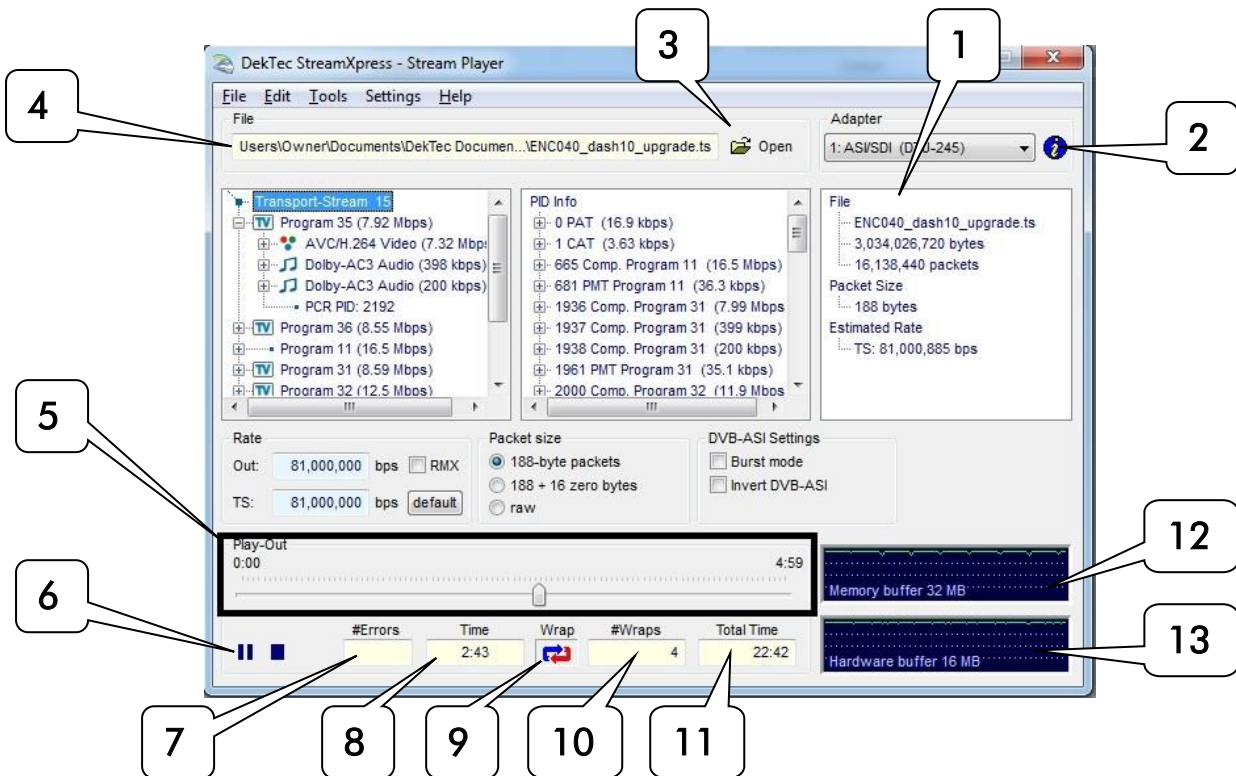 3
1
DekTec StreamXpress - Stream Player
File Edit Tools Settings Help
4
File
Users\Owner\Documents\DekTec Documen...\ENC040_dash10_upgrade.ts
Open
Adapter
1: ASI/SDI (DTU-245)
2
Transport-Stream 15
Program 35 (7.92 Mbps)
AVC/H.264 Video (7.32 Mbp
Dolby-AC3 Audio (398 kbps)
Dolby-AC3 Audio (200 kbps)
PCR PID: 2192
Program 36 (8.55 Mbps)
Program 11 (16.5 Mbps)
Program 31 (8.59 Mbps)
Program 32 (12.5 Mbps)
PID Info
0 PAT (16.9 kbps)
1 CAT (3.63 kbps)
665 Comp. Program 11 (16.5 Mbps)
681 PMT Program 11 (36.3 kbps)
1936 Comp. Program 31 (7.99 Mbps
1937 Comp. Program 31 (399 kbps)
1938 Comp. Program 31 (200 kbps)
1961 PMT Program 31 (35.1 kbps)
2000 Comp. Program 32 (11.9 Mbps
File
ENC040_dash10_upgrade.ts
3,034,026,720 bytes
16,138,440 packets
Packet Size
188 bytes
Estimated Rate
TS: 81,000,885 bps
5
Rate
Out: 81,000,000 bps RMX
TS: 81,000,000 bps default
Packet size
188-byte packets
188 + 16 zero bytes
raw
DVB-ASI Settings
Burst mode
Invert DVB-ASI
Play-Out
0:00 4:59
Memory buffer 32 MB
12
6
#Errors Time Wrap #Wraps Total Time
2:43 4 22:42
Hardware buffer 16 MB
13
7 8 9 10 11